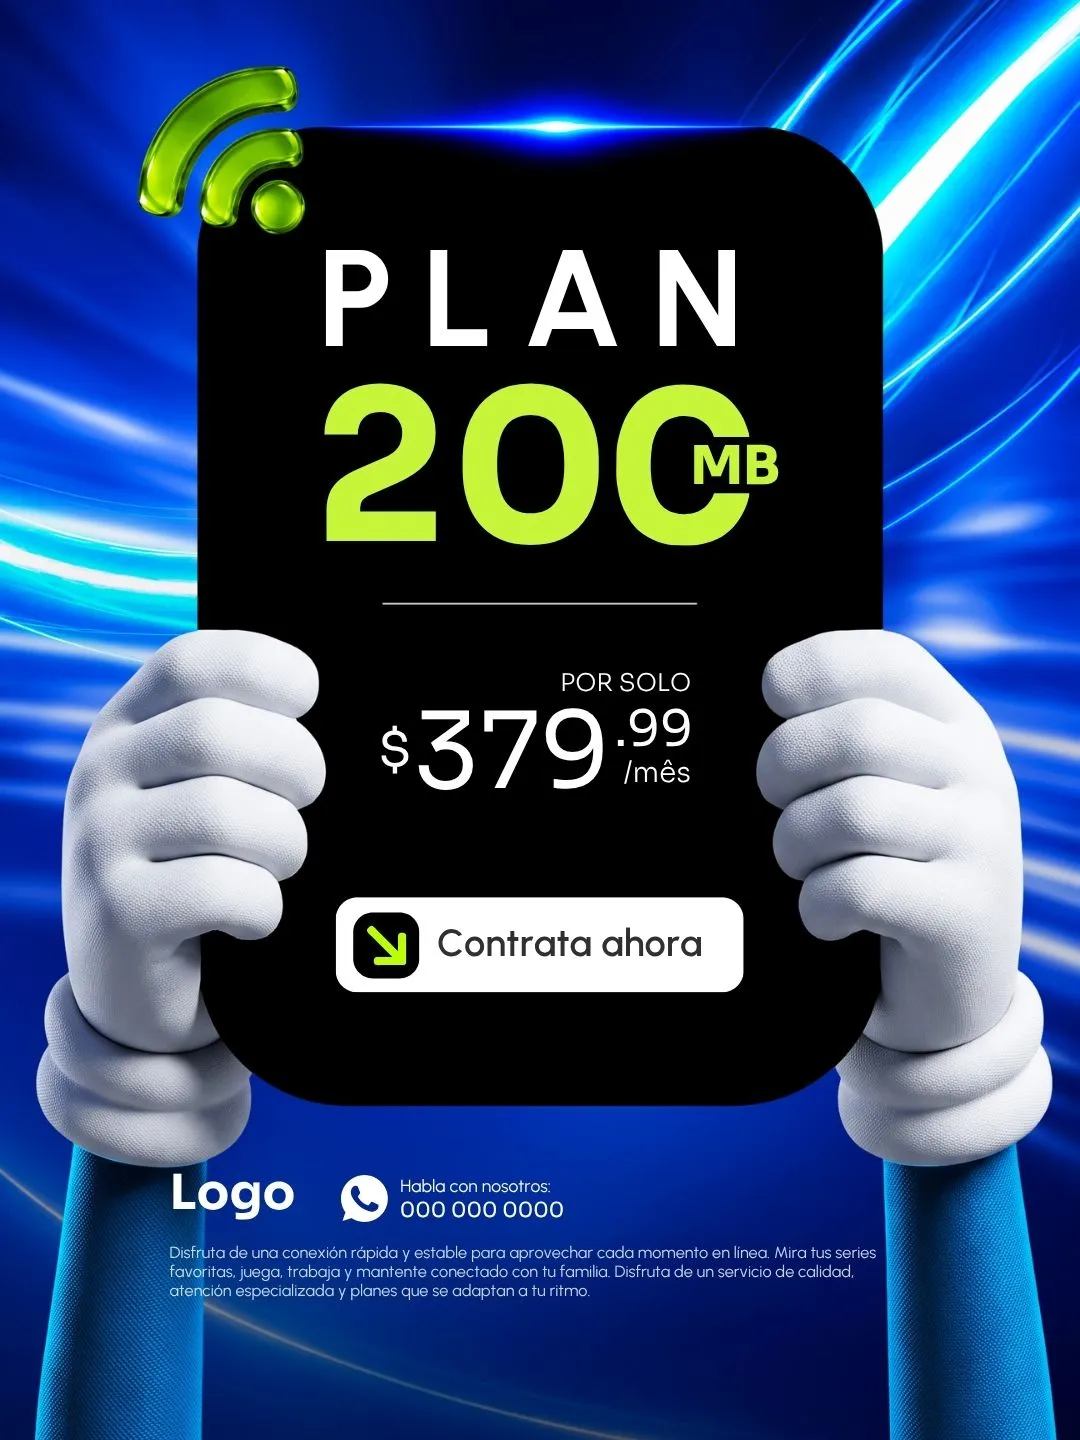 PLAN
200 MB
POR SOLO
$379.99
/mês
Contrata ahora
Logo
Habla con nosotros:
000 000 0000
Disfruta de una conexión rápida y estable para aprovechar cada momento en línea. Mira tus series
favoritas, juega, trabaja y mantente conectado con tu familia. Disfruta de un servicio de calidad,
atención especializada y planes que se adaptan a tu ritmo.